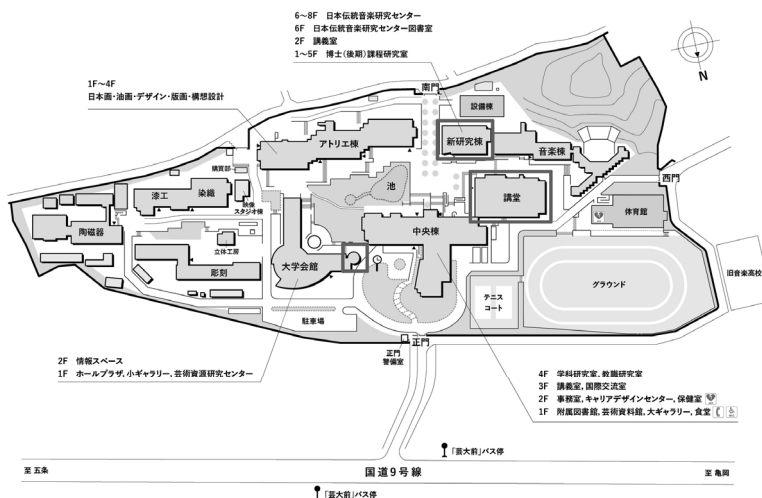 6〜8F 日本伝統音楽研究センター
6F 日本伝統音楽研究センター図書室
2F 講義室
1〜5F 博士(後期)課程研究室
1F〜4F
日本画・油画・デザイン・版画・構想設計
N
南門
設備棟
アトリエ棟
新研究棟
音楽棟
購買部
西門
漆工
染織
池
講堂
映像
スタジオ棟
体育館
陶磁器
中央棟
立体工房
大学会館
彫刻
旧音楽高校
グラウンド
テニス
コート
駐車場
正門
正門
警備室
2F 情報スペース
1F ホールプラザ, 小ギャラリー, 芸術資源研究センター
4F 学科研究室, 教職研究室
3F 講義室, 国際交流室
2F 事務室, キャリアデザインセンター, 保健室
1F 附属図書館, 芸術資料館, 大ギャラリー, 食堂
「芸大前」バス停
至 五条
国道9号線
至 亀岡
「芸大前」バス停